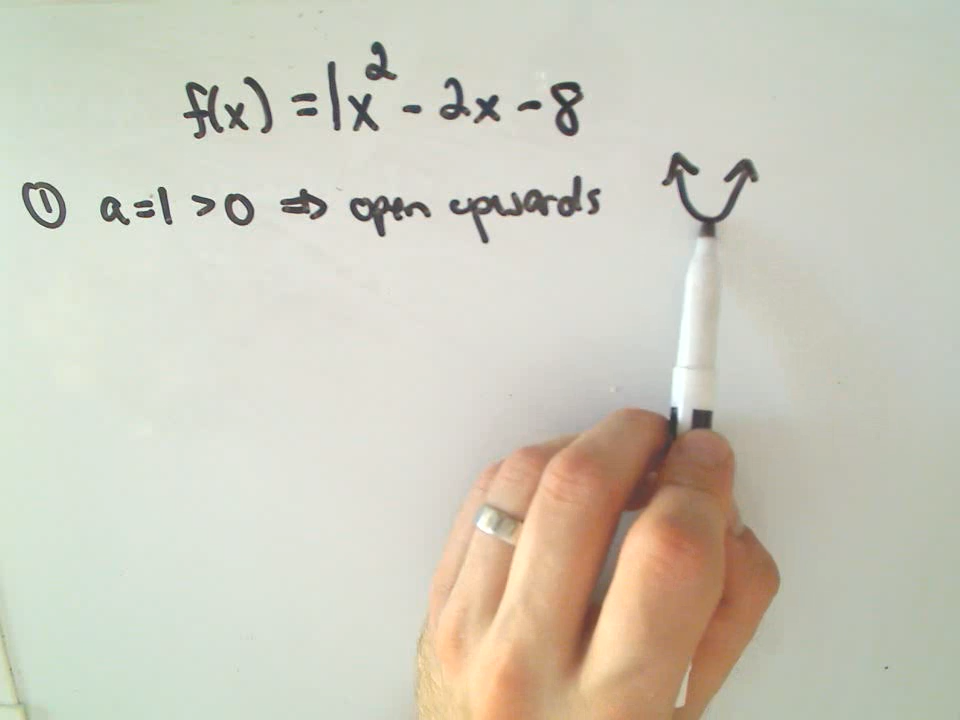 f(x) = 1x² - 2x - 8
① a=1 > 0 ⇒ open upwards